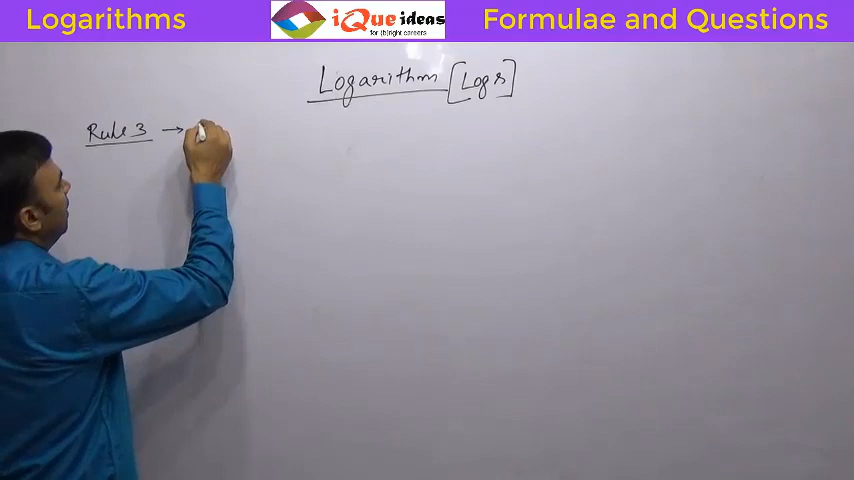 Logarithms
iQue ideas
for (b)right careers
Formulae and Questions
Logarithm [Logs]
Rule 3 →